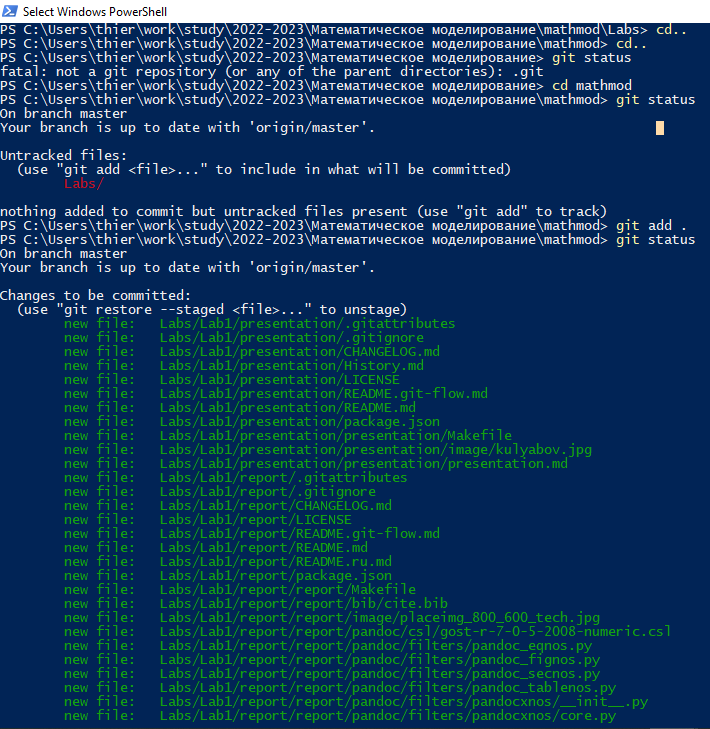 Select Windows PowerShell
PS C:\Users\thier\work\study\2022-2023\Математическое моделирование\mathmod\Labs> cd..
PS C:\Users\thier\work\study\2022-2023\Математическое моделирование\mathmod> cd..
PS C:\Users\thier\work\study\2022-2023\Математическое моделирование> git status
fatal: not a git repository (or any of the parent directories): .git
PS C:\Users\thier\work\study\2022-2023\Математическое моделирование> cd mathmod
PS C:\Users\thier\work\study\2022-2023\Математическое моделирование\mathmod> git status
On branch master
Your branch is up to date with 'origin/master'.
Untracked files:
(use "git add <file>..." to include in what will be committed)
Labs/
nothing added to commit but untracked files present (use "git add" to track)
PS C:\Users\thier\work\study\2022-2023\Математическое моделирование\mathmod> git add .
PS C:\Users\thier\work\study\2022-2023\Математическое моделирование\mathmod> git status
On branch master
Your branch is up to date with 'origin/master'.
Changes to be committed:
(use "git restore --staged <file>..." to unstage)
new file:   Labs/Lab1/presentation/.gitattributes
new file:   Labs/Lab1/presentation/.gitignore
new file:   Labs/Lab1/presentation/CHANGELOG.md
new file:   Labs/Lab1/presentation/History.md
new file:   Labs/Lab1/presentation/LICENSE
new file:   Labs/Lab1/presentation/README.git-flow.md
new file:   Labs/Lab1/presentation/README.md
new file:   Labs/Lab1/presentation/package.json
new file:   Labs/Lab1/presentation/presentation/Makefile
new file:   Labs/Lab1/presentation/presentation/image/kulyabov.jpg
new file:   Labs/Lab1/presentation/presentation/presentation.md
new file:   Labs/Lab1/report/.gitattributes
new file:   Labs/Lab1/report/.gitignore
new file:   Labs/Lab1/report/CHANGELOG.md
new file:   Labs/Lab1/report/LICENSE
new file:   Labs/Lab1/report/README.git-flow.md
new file:   Labs/Lab1/report/README.md
new file:   Labs/Lab1/report/README.ru.md
new file:   Labs/Lab1/report/package.json
new file:   Labs/Lab1/report/report/Makefile
new file:   Labs/Lab1/report/report/bib/cite.bib
new file:   Labs/Lab1/report/report/image/placeimg_800_600_tech.jpg
new file:   Labs/Lab1/report/report/pandoc/csl/gost-r-7-0-5-2008-numeric.csl
new file:   Labs/Lab1/report/report/pandoc/filters/pandoc_eqnos.py
new file:   Labs/Lab1/report/report/pandoc/filters/pandoc_fignos.py
new file:   Labs/Lab1/report/report/pandoc/filters/pandoc_secnos.py
new file:   Labs/Lab1/report/report/pandoc/filters/pandoc_tablenos.py
new file:   Labs/Lab1/report/report/pandoc/filters/pandocxnos/__init__.py
new file:   Labs/Lab1/report/report/pandoc/filters/pandocxnos/core.py